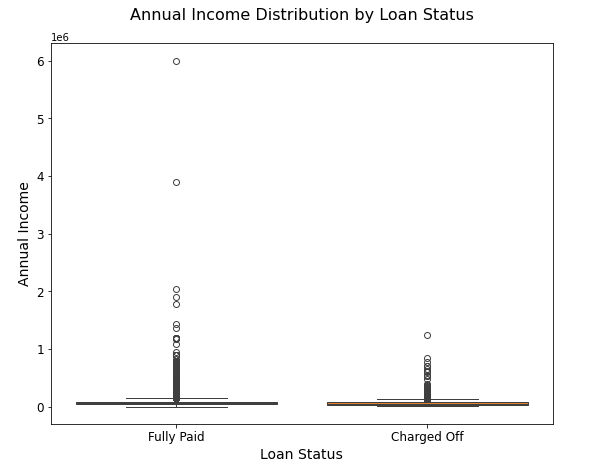 Annual Income Distribution by Loan Status
1e6
6
5
4
3
2
1
0
Annual Income
Fully Paid
Charged Off
Loan Status